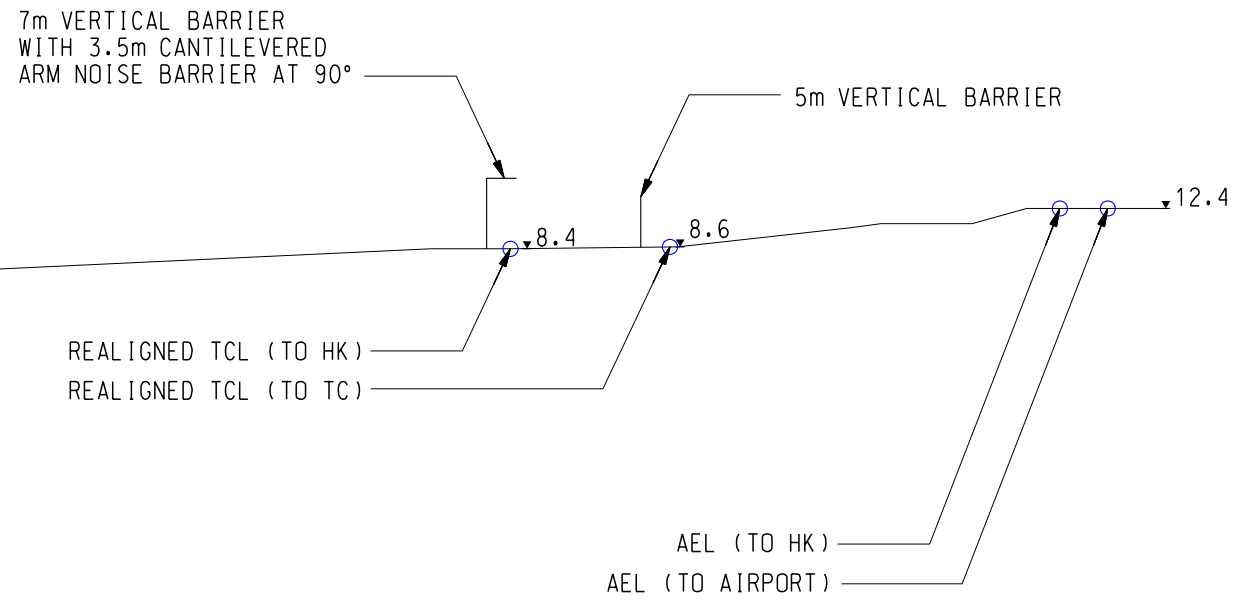 7m VERTICAL BARRIER
WITH 3.5m CANTILEVERED
ARM NOISE BARRIER AT 90°
5m VERTICAL BARRIER
12.4
8.4
8.6
REALIGNED TCL (TO HK)
REALIGNED TCL (TO TC)
AEL (TO HK)
AEL (TO AIRPORT)